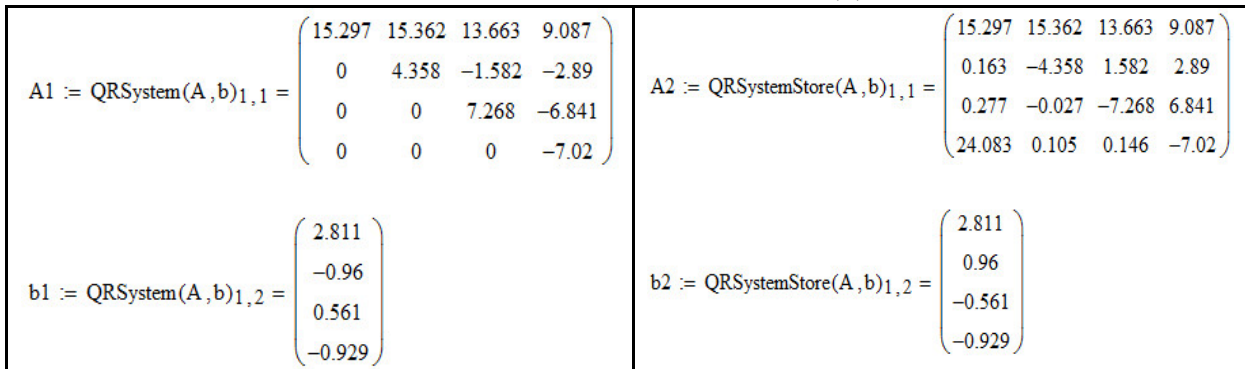 A1 := QRSystem(A,b)1,1 =
15.297 15.362 13.663 9.087
0 4.358 −1.582 −2.89
0 0 7.268 −6.841
0 0 0 −7.02
b1 := QRSystem(A,b)1,2 =
2.811
−0.96
0.561
−0.929
A2 := QRSystemStore(A,b)1,1 =
15.297 15.362 13.663 9.087
0.163 −4.358 1.582 2.89
0.277 −0.027 −7.268 6.841
24.083 0.105 0.146 −7.02
b2 := QRSystemStore(A,b)1,2 =
2.811
0.96
−0.561
−0.929